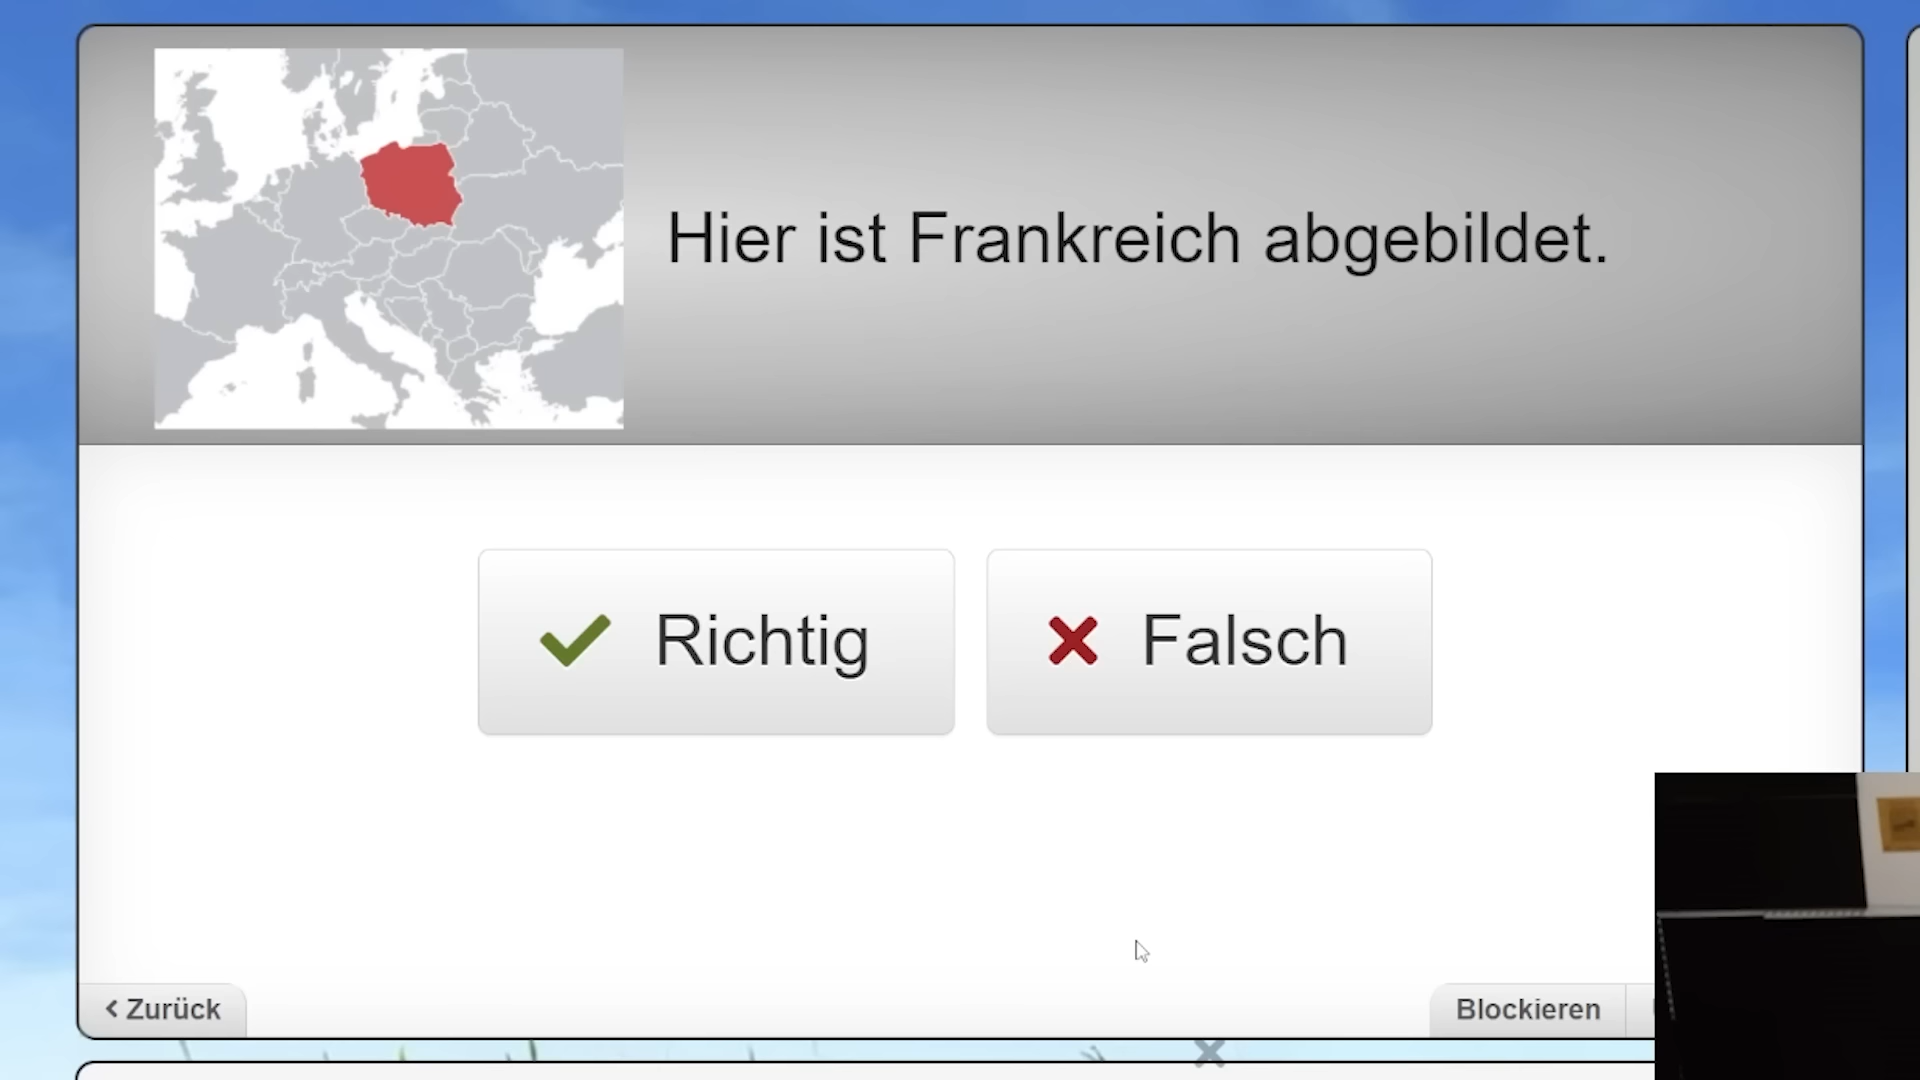 Hier ist Frankreich abgebildet.
Richtig
Falsch
Zurück
Blockieren